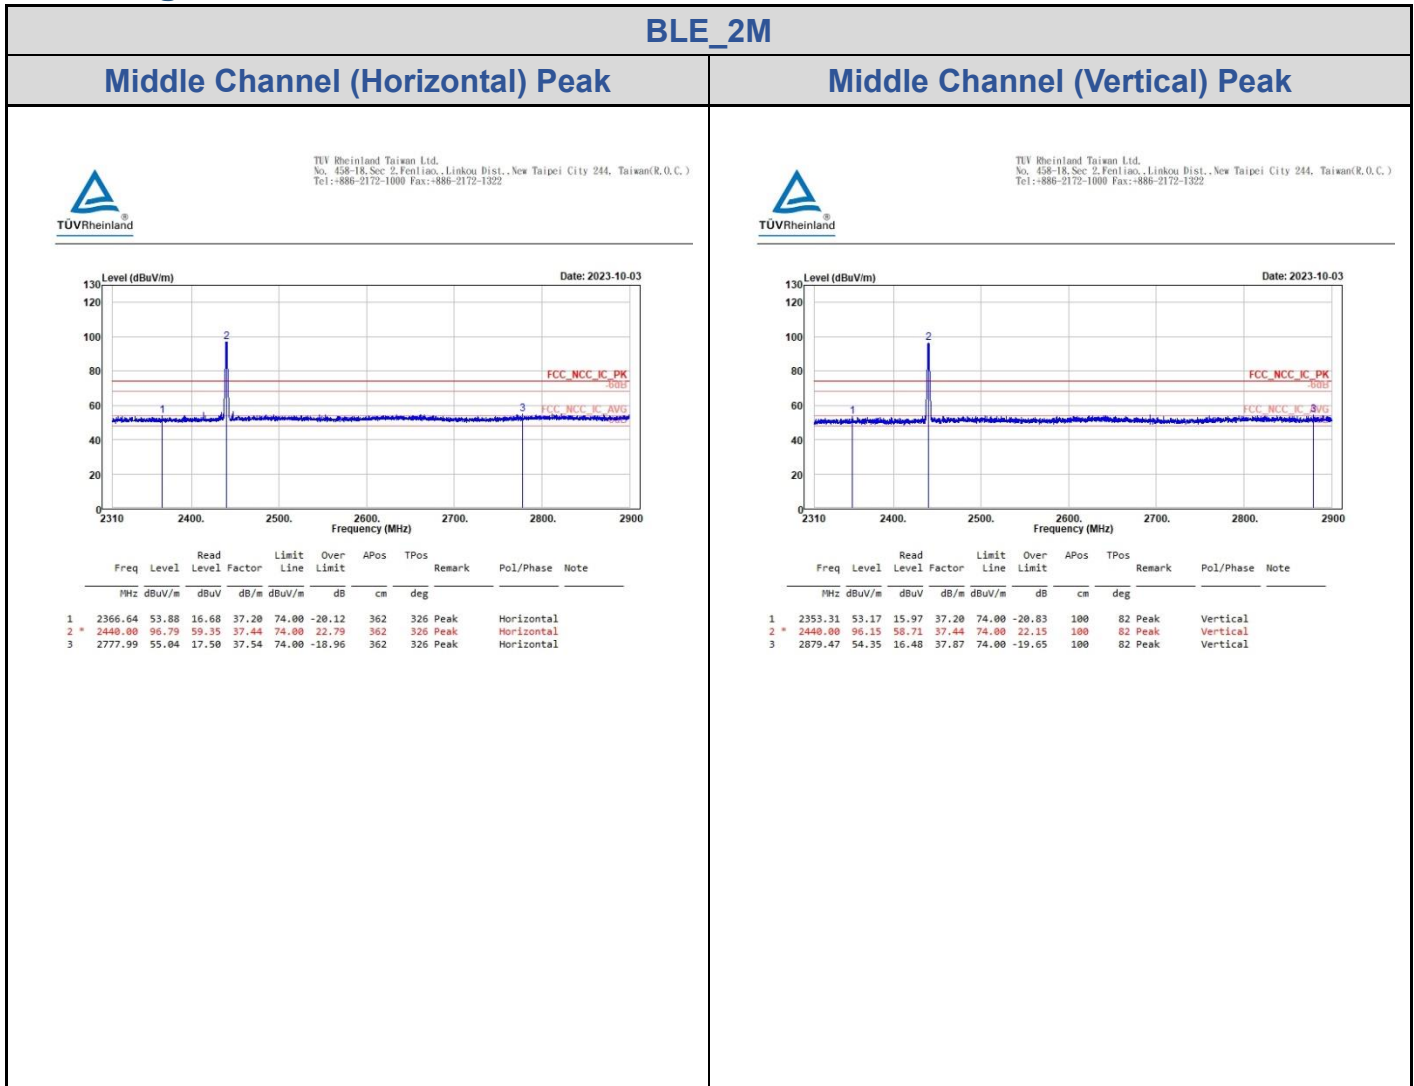 BLE_2M
Middle Channel (Horizontal) Peak
TUV Rheinland Taiwan Ltd.
No. 458-18,Sec 2,Fenliao.,Linkou Dist.,New Taipei City 244, Taiwan(R.O.C.)
Tel:+886-2172-1000 Fax:+886-2172-1322
TÜVRheinland®
Level (dBuV/m) Date: 2023-10-03
130
120
100
80
60
40
20
0
2
1
3
FCC_NCC_IC_PK
-6dB
FCC_NCC_IC_AVG
-6dB
2310 2400. 2500. 2600. 2700. 2800. 2900
Frequency (MHz)
Read Limit Over APos TPos
Freq Level Level Factor Line Limit Remark Pol/Phase Note
MHz dBuV/m dBuV dB/m dBuV/m dB cm deg
1 2366.64 53.88 16.68 37.20 74.00 -20.12 362 326 Peak Horizontal
2 * 2440.00 96.79 59.35 37.44 74.00 22.79 362 326 Peak Horizontal
3 2777.99 55.04 17.50 37.54 74.00 -18.96 362 326 Peak Horizontal
Middle Channel (Vertical) Peak
TUV Rheinland Taiwan Ltd.
No. 458-18,Sec 2,Fenliao.,Linkou Dist.,New Taipei City 244, Taiwan(R.O.C.)
Tel:+886-2172-1000 Fax:+886-2172-1322
TÜVRheinland®
Level (dBuV/m) Date: 2023-10-03
130
120
100
80
60
40
20
0
2
1
3
FCC_NCC_IC_PK
-6dB
FCC_NCC_IC_AVG
2310 2400. 2500. 2600. 2700. 2800. 2900
Frequency (MHz)
Read Limit Over APos TPos
Freq Level Level Factor Line Limit Remark Pol/Phase Note
MHz dBuV/m dBuV dB/m dBuV/m dB cm deg
1 2353.31 53.17 15.97 37.20 74.00 -20.83 100 82 Peak Vertical
2 * 2440.00 96.15 58.71 37.44 74.00 22.15 100 82 Peak Vertical
3 2879.47 54.35 16.48 37.87 74.00 -19.65 100 82 Peak Vertical